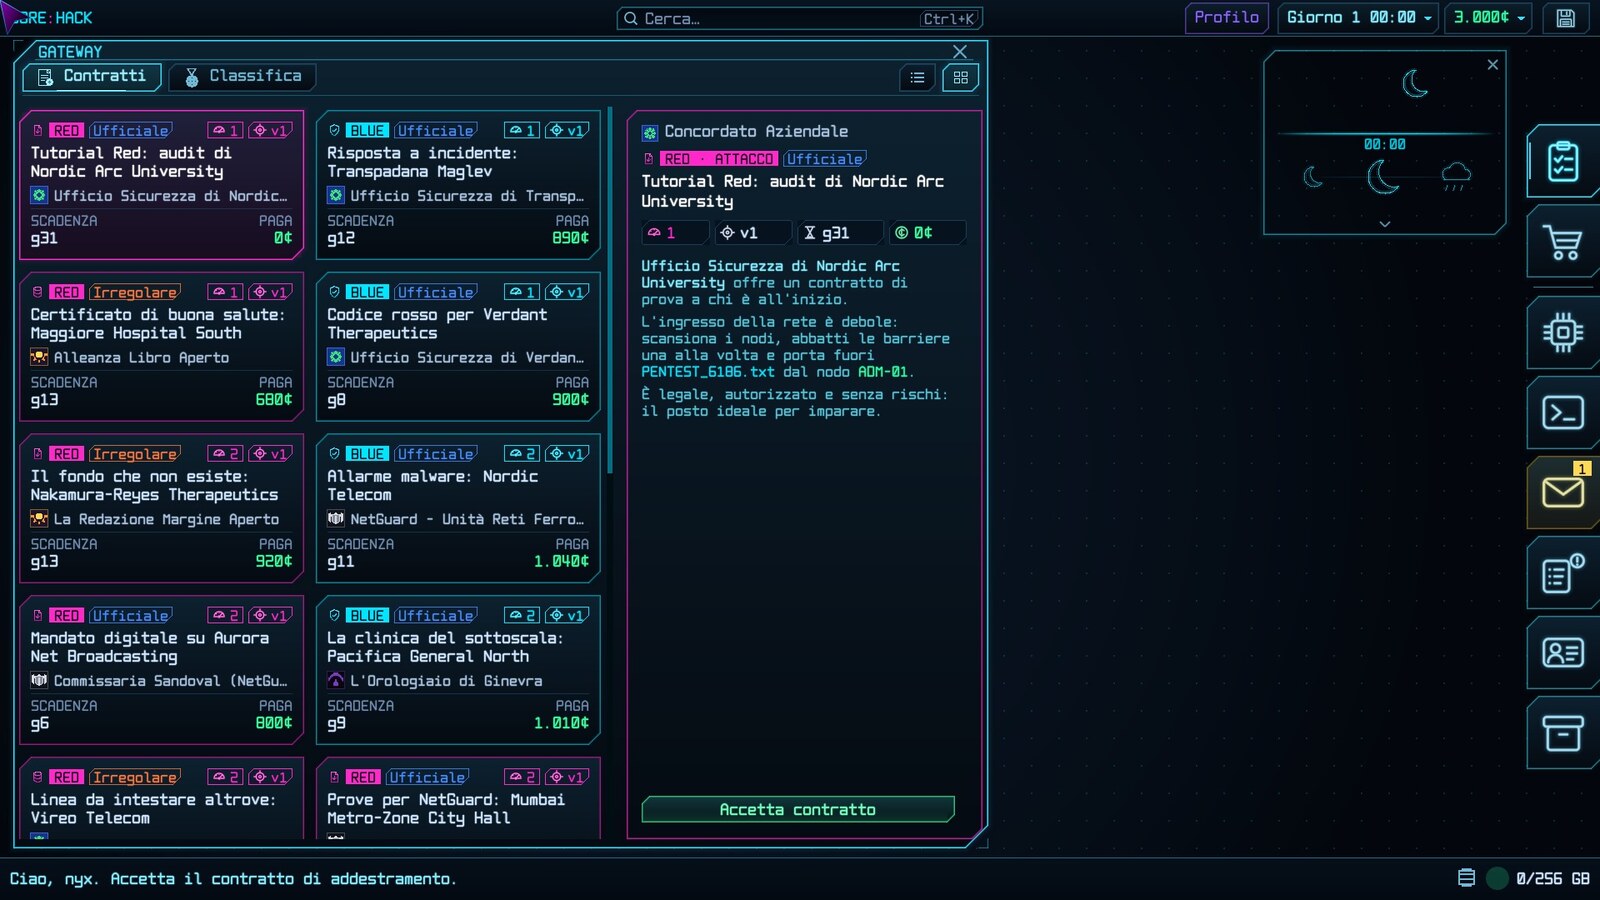 RE:HACK
Cerca…
Ctrl+K
Profilo
Giorno 1 00:00
3.000¢
GATEWAY
Contratti
Classifica
RED
Ufficiale
1
v1
Tutorial Red: audit di
Nordic Arc University
Ufficio Sicurezza di Nordic…
SCADENZA
PAGA
g31
0¢
BLUE
Ufficiale
1
v1
Risposta a incidente:
Transpadana Maglev
Ufficio Sicurezza di Transp…
SCADENZA
PAGA
g12
890¢
RED
Irregolare
1
v1
Certificato di buona salute:
Maggiore Hospital South
Alleanza Libro Aperto
SCADENZA
PAGA
g13
680¢
BLUE
Ufficiale
1
v1
Codice rosso per Verdant
Therapeutics
Ufficio Sicurezza di Verdan…
SCADENZA
PAGA
g8
900¢
RED
Irregolare
2
v1
Il fondo che non esiste:
Nakamura-Reyes Therapeutics
La Redazione Margine Aperto
SCADENZA
PAGA
g13
920¢
BLUE
Ufficiale
2
v1
Allarme malware: Nordic
Telecom
NetGuard - Unità Reti Ferro…
SCADENZA
PAGA
g11
1.040¢
RED
Ufficiale
2
v1
Mandato digitale su Aurora
Net Broadcasting
Commissaria Sandoval (NetGu…
SCADENZA
PAGA
g6
800¢
BLUE
Ufficiale
2
v1
La clinica del sottoscala:
Pacifica General North
L'Orologiaio di Ginevra
SCADENZA
PAGA
g9
1.010¢
RED
Irregolare
2
v1
Linea da intestare altrove:
Vireo Telecom
RED
Ufficiale
2
v1
Prove per NetGuard: Mumbai
Metro-Zone City Hall
Concordato Aziendale
RED · ATTACCO
Ufficiale
Tutorial Red: audit di Nordic Arc
University
1
v1
g31
0¢
Ufficio Sicurezza di Nordic Arc
University offre un contratto di
prova a chi è all'inizio.
L'ingresso della rete è debole:
scansiona i nodi, abbatti le barriere
una alla volta e porta fuori
PENTEST_6186.txt dal nodo ADM-01.
È legale, autorizzato e senza rischi:
il posto ideale per imparare.
Accetta contratto
00:00
1
Ciao, nyx. Accetta il contratto di addestramento.
0/256 GB